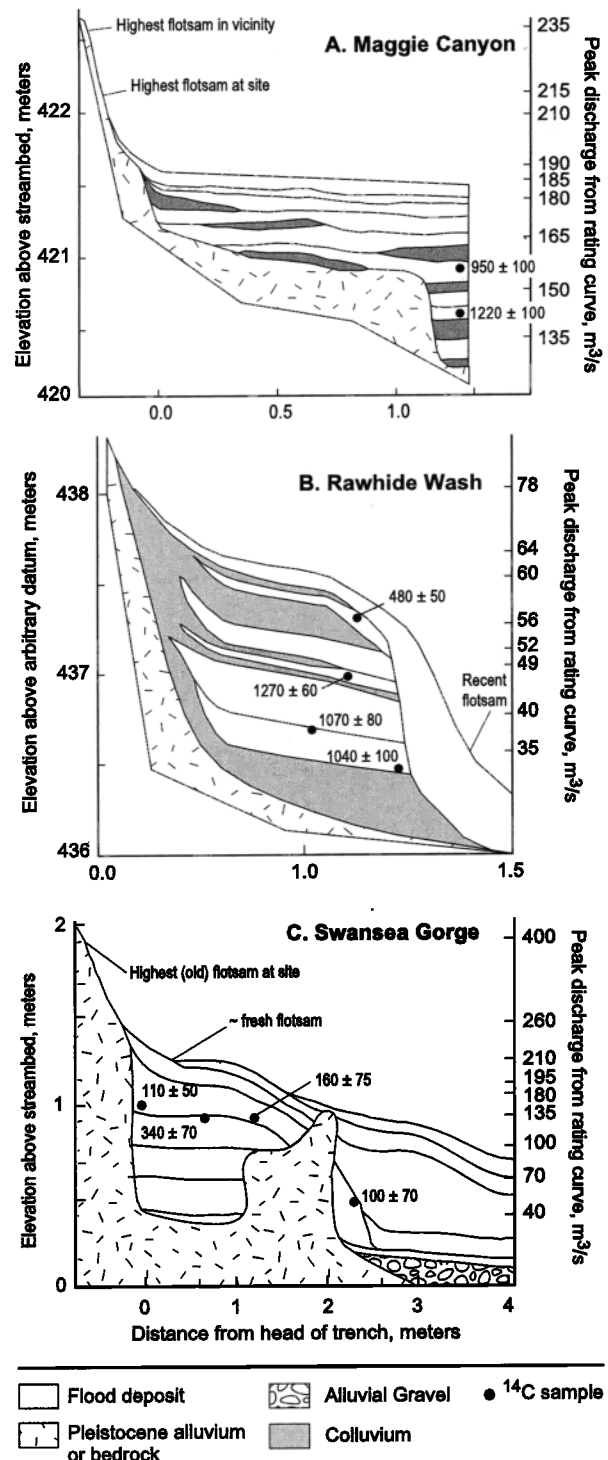 A. Maggie Canyon
Highest flotsam in vicinity
Highest flotsam at site
Elevation above streambed, meters
422
421
420
0.0 0.5 1.0
950 ± 100
1220 ± 100
235
215
210
190
185
180
165
150
135
Peak discharge from rating curve, m³/s
B. Rawhide Wash
Elevation above arbitrary datum, meters
438
437
436
0.0 1.0 1.5
480 ± 50
1270 ± 60
1070 ± 80
1040 ± 100
Recent
flotsam
78
64
60
56
52
49
40
35
Peak discharge from rating curve, m³/s
C. Swansea Gorge
Highest (old) flotsam at site
~ fresh flotsam
Elevation above streambed, meters
2
1
0
110 ± 50
160 ± 75
340 ± 70
100 ± 70
400
260
210
195
180
135
100
70
40
Peak discharge from rating curve, m³/s
0 1 2 3 4
Distance from head of trench, meters
Flood deposit
Alluvial Gravel
¹⁴C sample
Pleistocene alluvium
or bedrock
Colluvium